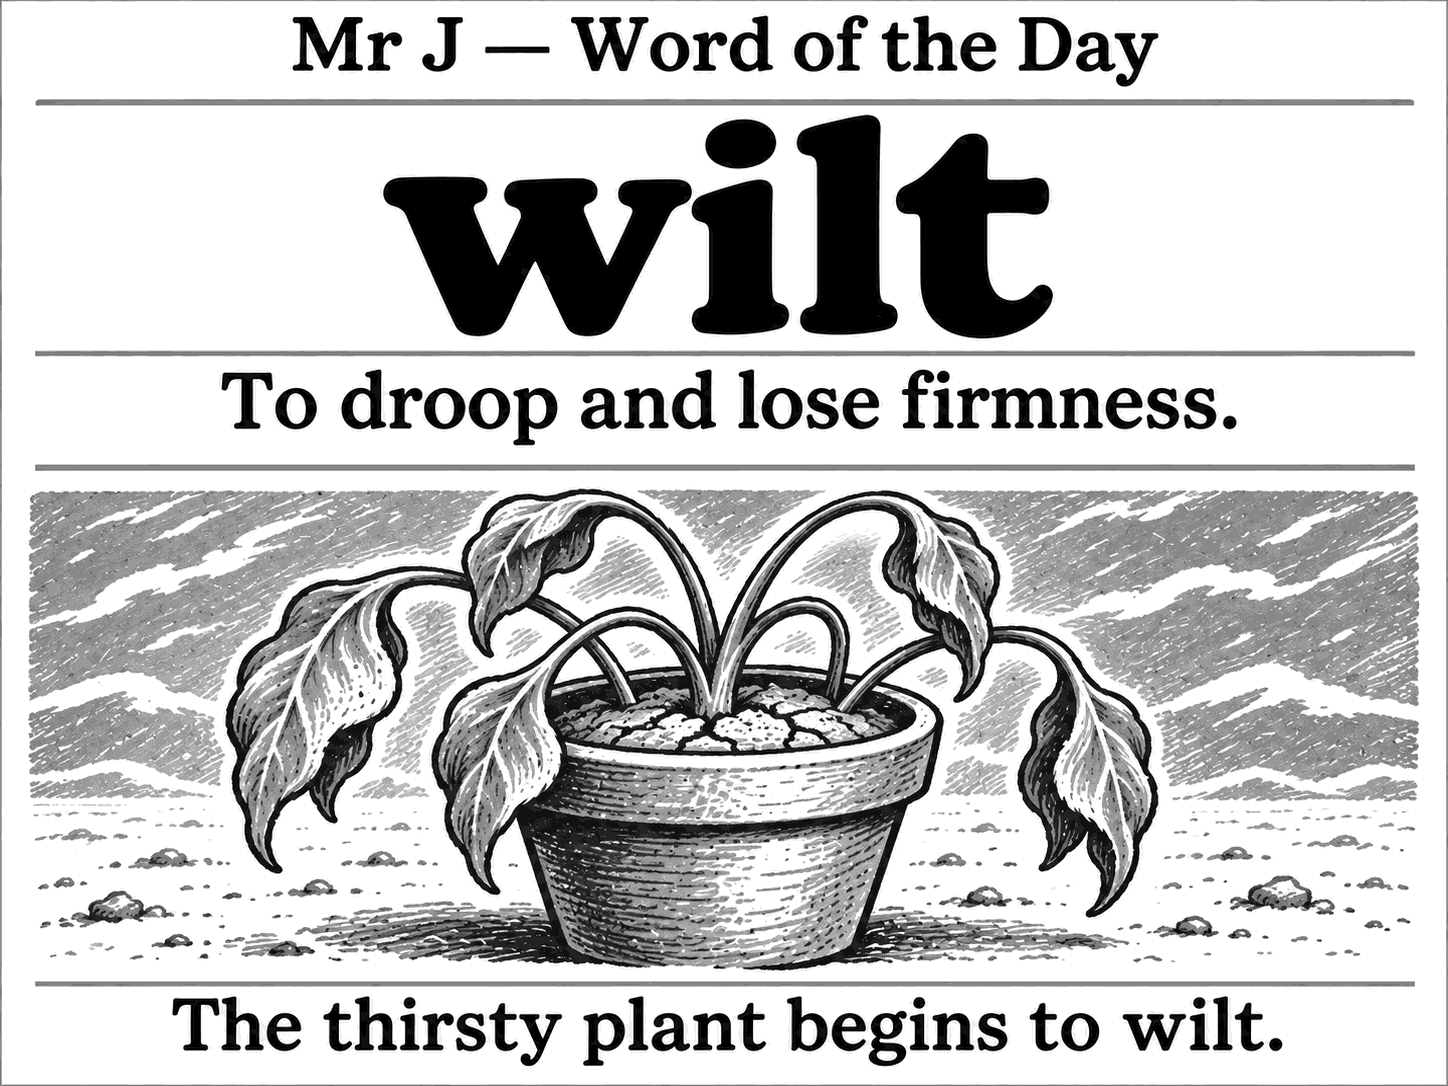 Mr J — Word of the Day
wilt
To droop and lose firmness.
The thirsty plant begins to wilt.